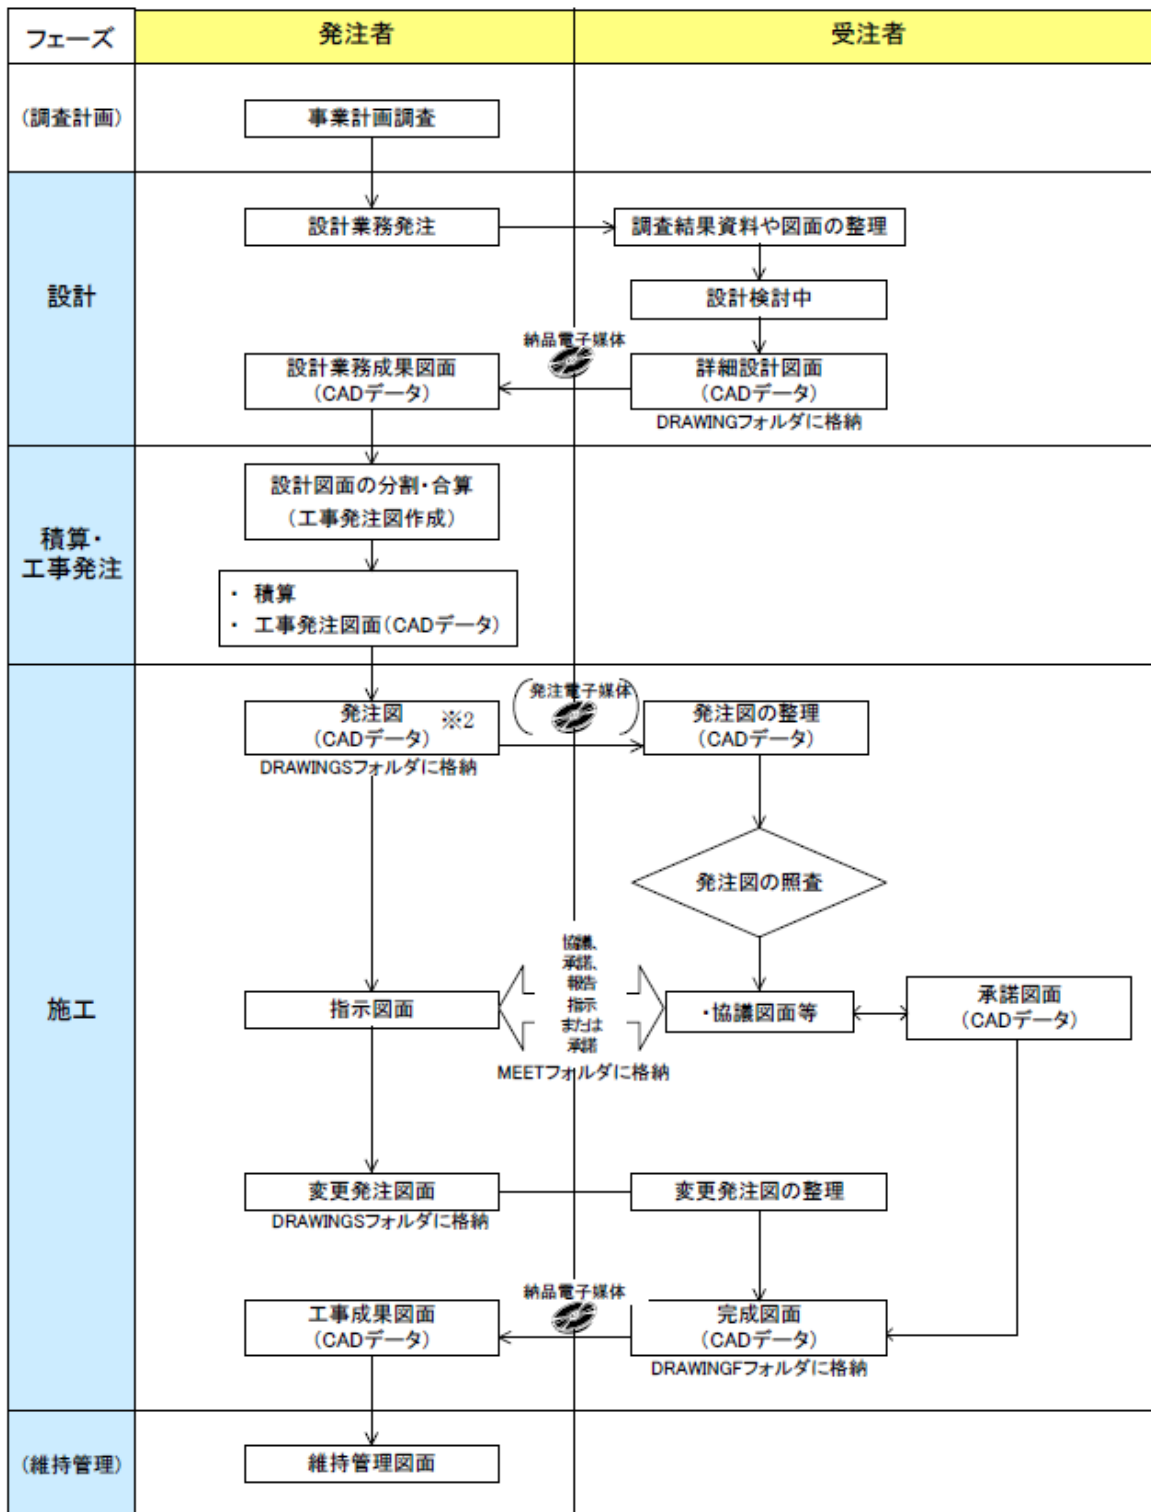 フェーズ
発注者
受注者
(調査計画)
事業計画調査
設計
設計業務発注
調査結果資料や図面の整理
設計検討中
納品電子媒体
設計業務成果図面
(CADデータ)
詳細設計図面
(CADデータ)
DRAWINGフォルダに格納
積算・
工事発注
設計図面の分割・合算
(工事発注図作成)
・ 積算
・ 工事発注図面(CADデータ)
施工
発注図 ※2
(CADデータ)
DRAWINGSフォルダに格納
(発注電子媒体)
発注図の整理
(CADデータ)
発注図の照査
指示図面
協議、
承諾、
報告
指示
または
承諾
MEETフォルダに格納
・協議図面等
承諾図面
(CADデータ)
変更発注図面
DRAWINGSフォルダに格納
変更発注図の整理
納品電子媒体
工事成果図面
(CADデータ)
完成図面
(CADデータ)
DRAWINGFフォルダに格納
(維持管理)
維持管理図面